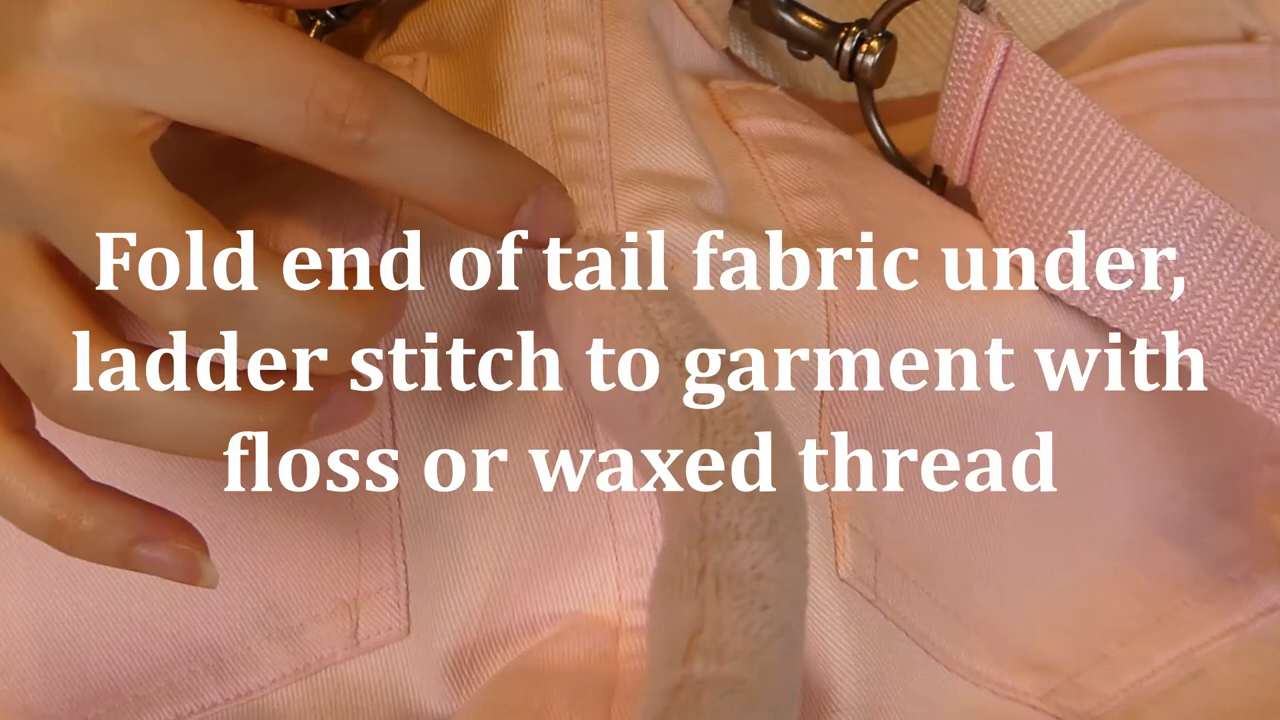 Fold end of tail fabric under,
ladder stitch to garment with
floss or waxed thread